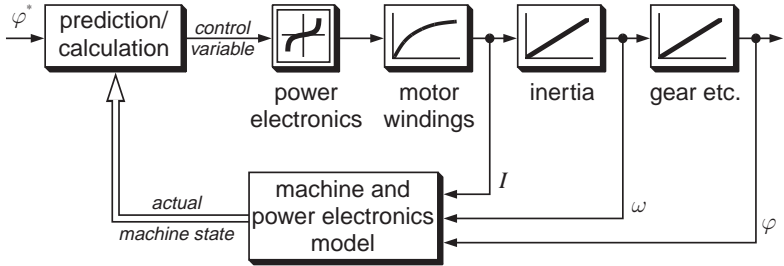 φ*
prediction/
calculation
control
variable
power
electronics
motor
windings
inertia
gear etc.
I
ω
φ
actual
machine state
machine and
power electronics
model